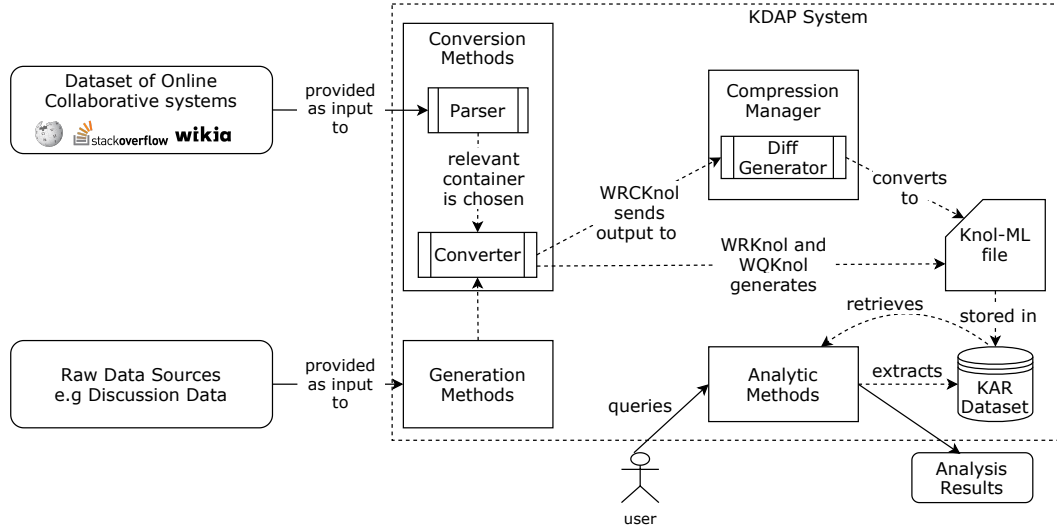 KDAP System
Dataset of Online
Collaborative systems
stackoverflow
wikia
provided
as input
to
Conversion
Methods
Parser
relevant
container
is chosen
Converter
WRCKnol
sends
output to
Compression
Manager
Diff
Generator
converts
to
WRKnol and
WQKnol
generates
Knol-ML
file
stored in
retrieves
Raw Data Sources
e.g Discussion Data
provided
as input
to
Generation
Methods
Analytic
Methods
extracts
KAR
Dataset
queries
user
Analysis
Results